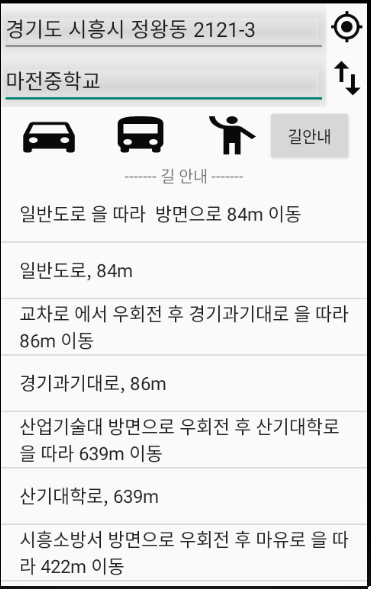 경기도 시흥시 정왕동 2121-3
마전중학교
길안내
------- 길 안내 -------
일반도로 을 따라  방면으로 84m 이동
일반도로, 84m
교차로 에서 우회전 후 경기과기대로 을 따라
86m 이동
경기과기대로, 86m
산업기술대 방면으로 우회전 후 산기대학로
을 따라 639m 이동
산기대학로, 639m
시흥소방서 방면으로 우회전 후 마유로 을 따
라 422m 이동